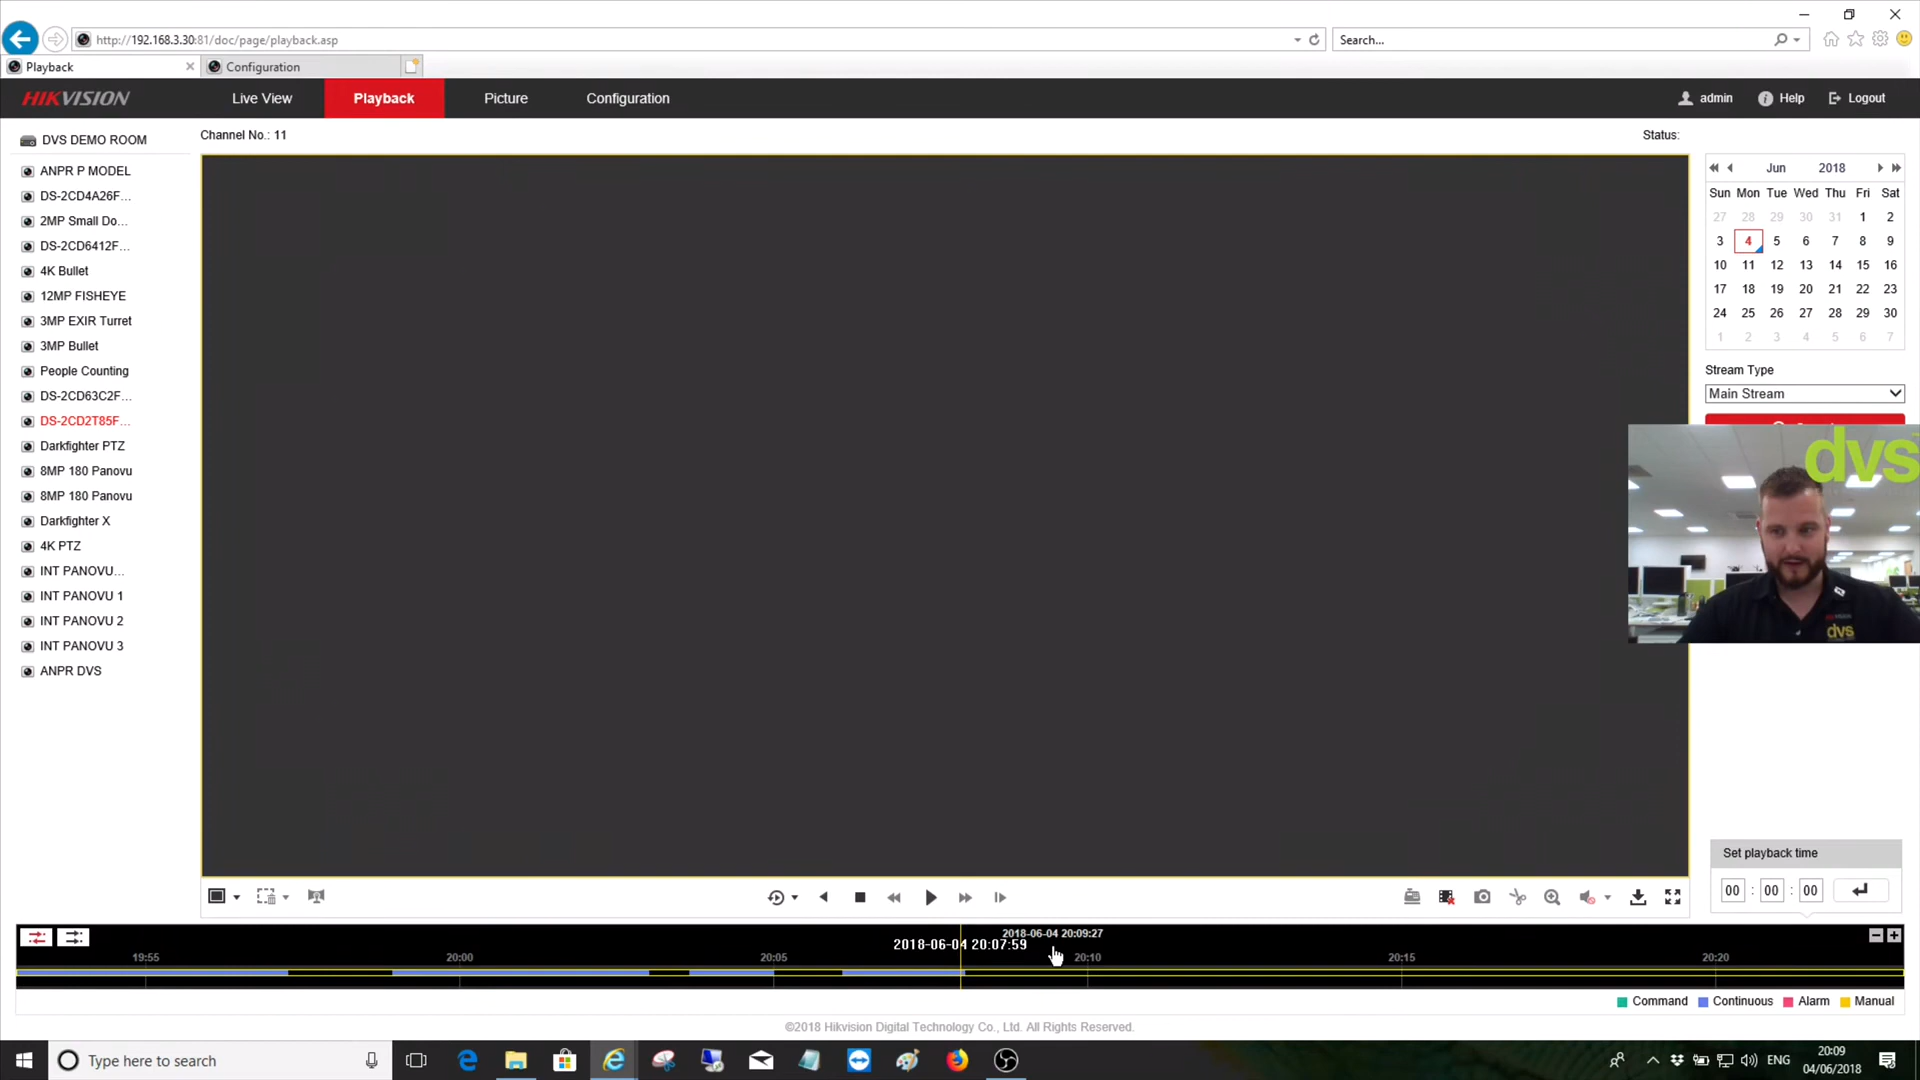 http://192.168.3.30:81/doc/page/playback.asp
Search...
Playback
Configuration
HIKVISION
Live View
Playback
Picture
Configuration
admin
Help
Logout
DVS DEMO ROOM
Channel No.: 11
Status:
ANPR P MODEL
DS-2CD4A26F...
2MP Small Do...
DS-2CD6412F...
4K Bullet
12MP FISHEYE
3MP EXIR Turret
3MP Bullet
People Counting
DS-2CD63C2F...
DS-2CD2T85F...
Darkfighter PTZ
8MP 180 Panovu
8MP 180 Panovu
Darkfighter X
4K PTZ
INT PANOVU...
INT PANOVU 1
INT PANOVU 2
INT PANOVU 3
ANPR DVS
Jun 2018
Sun Mon Tue Wed Thu Fri Sat
27 28 29 30 31 1 2
3 4 5 6 7 8 9
10 11 12 13 14 15 16
17 18 19 20 21 22 23
24 25 26 27 28 29 30
1 2 3 4 5 6 7
Stream Type
Main Stream
dvs
dvs
Set playback time
00 : 00 : 00
2018-06-04 20:09:27
2018-06-04 20:07:59
19:55 20:00 20:05 20:10 20:15 20:20
Command Continuous Alarm Manual
©2018 Hikvision Digital Technology Co., Ltd. All Rights Reserved.
Type here to search
ENG
20:09
04/06/2018